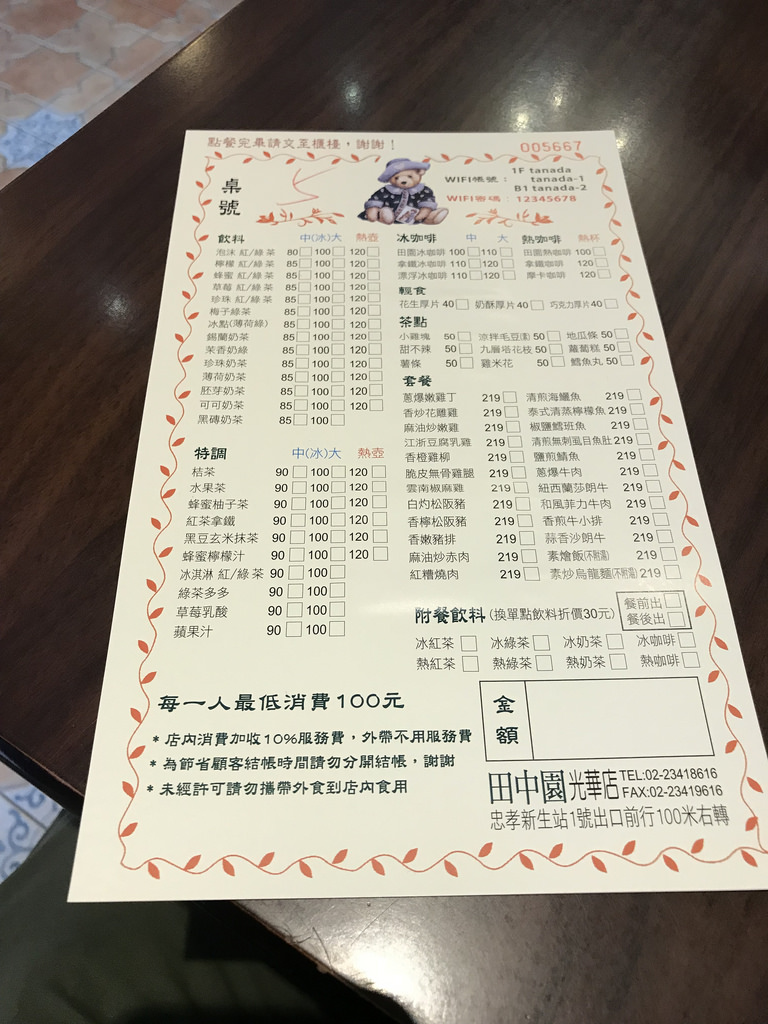 點餐完畢請交至櫃檯，謝謝！ 005667
桌號 5
WIFI帳號： 1F tanada
tanada-1
B1 tanada-2
WIFI密碼：12345678
飲料 中(冰)大 熱壺
泡沫 紅/綠 茶 80 100 120
檸檬 紅/綠 茶 85 100 120
蜂蜜 紅/綠 茶 85 100 120
草莓 紅/綠 茶 85 100 120
珍珠 紅/綠 茶 85 100 120
梅子綠茶 85 100 120
冰點(薄荷綠) 85 100 120
錫蘭奶茶 85 100 120
茉香奶綠 85 100 120
珍珠奶茶 85 100 120
薄荷奶茶 85 100 120
胚芽奶茶 85 100 120
可可奶茶 85 100 120
黑磚奶茶 85 100
特調 中(冰)大 熱壺
桔茶 90 100 120
水果茶 90 100 120
蜂蜜柚子茶 90 100 120
紅茶拿鐵 90 100 120
黑豆玄米抹茶 90 100 120
蜂蜜檸檬汁 90 100 120
冰淇淋 紅/綠 茶 90 100
綠茶多多 90 100
草莓乳酸 90 100
蘋果汁 90 100
冰咖啡 中 大 熱咖啡 熱杯
田園冰咖啡 100 110 田園熱咖啡 100
拿鐵冰咖啡 110 120 拿鐵咖啡 120
漂浮冰咖啡 110 120 摩卡咖啡 120
輕食
花生厚片 40 奶酥厚片 40 巧克力厚片 40
茶點
小雞塊 50 涼拌毛豆(素) 50 地瓜條 50
甜不辣 50 九層塔花枝 50 蘿蔔糕 50
薯條 50 雞米花 50 鱈魚丸 50
套餐
蔥爆嫩雞丁 219 清煎海鱺魚 219
香炒花雕雞 219 泰式清蒸檸檬魚 219
麻油炒嫩雞 219 椒鹽鱈班魚 219
江浙豆腐乳雞 219 清煎無刺虱目魚肚 219
香橙雞柳 219 鹽煎鯖魚 219
脆皮無骨雞腿 219 蔥爆牛肉 219
雲南椒麻雞 219 紐西蘭莎朗牛 219
白灼松阪豬 219 和風菲力牛肉 219
香檸松阪豬 219 香煎牛小排 219
香嫩豬排 219 蒜香沙朗牛 219
麻油炒赤肉 219 素燴飯(不附湯) 219
紅糟燒肉 219 素炒烏龍麵(不附湯) 219
附餐飲料 (換單點飲料折價30元) 餐前出
餐後出
冰紅茶 冰綠茶 冰奶茶 冰咖啡
熱紅茶 熱綠茶 熱奶茶 熱咖啡
每一人最低消費100元
* 店內消費加收10%服務費，外帶不用服務費
* 為節省顧客結帳時間請勿分開結帳，謝謝
* 未經許可請勿攜帶外食到店內食用
金額
田中園光華店 TEL:02-23418616
FAX:02-23419616
忠孝新生站1號出口前行100米右轉